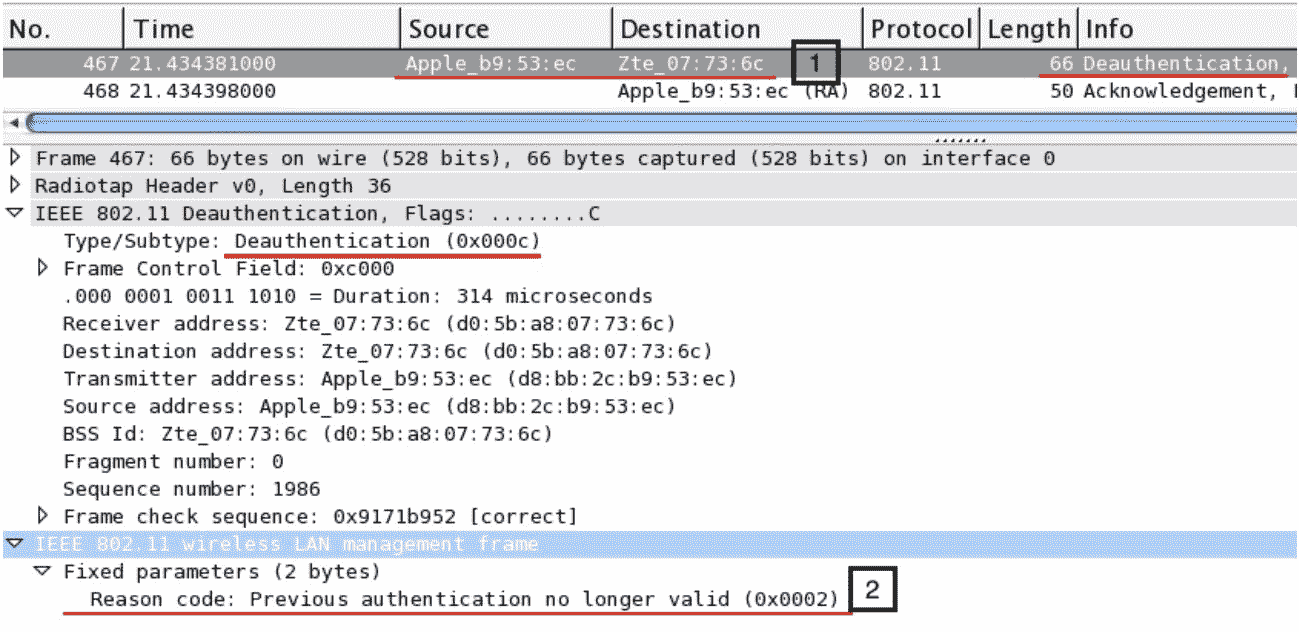 No. Time Source Destination Protocol Length Info
467 21.434381000 Apple_b9:53:ec Zte_07:73:6c 1 802.11 66 Deauthentication,
468 21.434398000 Apple_b9:53:ec (RA) 802.11 50 Acknowledgement,
Frame 467: 66 bytes on wire (528 bits), 66 bytes captured (528 bits) on interface 0
Radiotap Header v0, Length 36
IEEE 802.11 Deauthentication, Flags: ........C
Type/Subtype: Deauthentication (0x000c)
Frame Control Field: 0xc000
.000 0001 0011 1010 = Duration: 314 microseconds
Receiver address: Zte_07:73:6c (d0:5b:a8:07:73:6c)
Destination address: Zte_07:73:6c (d0:5b:a8:07:73:6c)
Transmitter address: Apple_b9:53:ec (d8:bb:2c:b9:53:ec)
Source address: Apple_b9:53:ec (d8:bb:2c:b9:53:ec)
BSS Id: Zte_07:73:6c (d0:5b:a8:07:73:6c)
Fragment number: 0
Sequence number: 1986
Frame check sequence: 0x9171b952 [correct]
IEEE 802.11 wireless LAN management frame
Fixed parameters (2 bytes)
Reason code: Previous authentication no longer valid (0x0002) 2